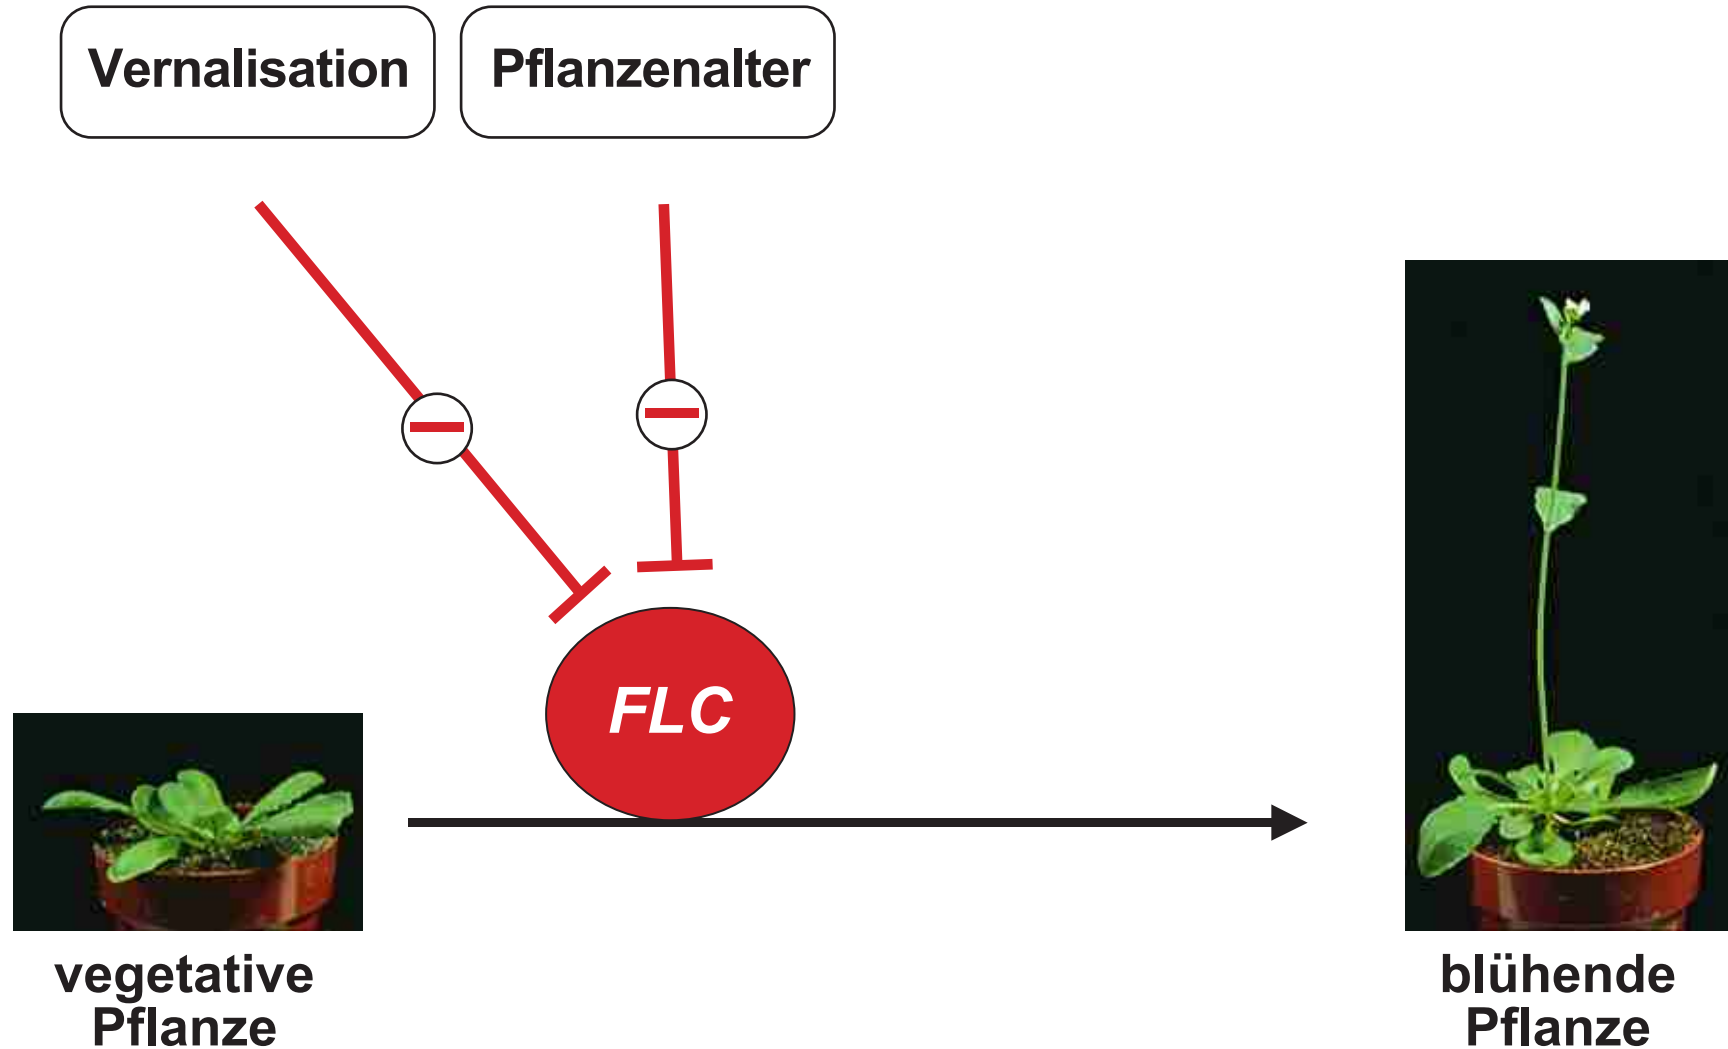 Vernalisation
Pflanzenalter
FLC
vegetative
Pflanze
blühende
Pflanze